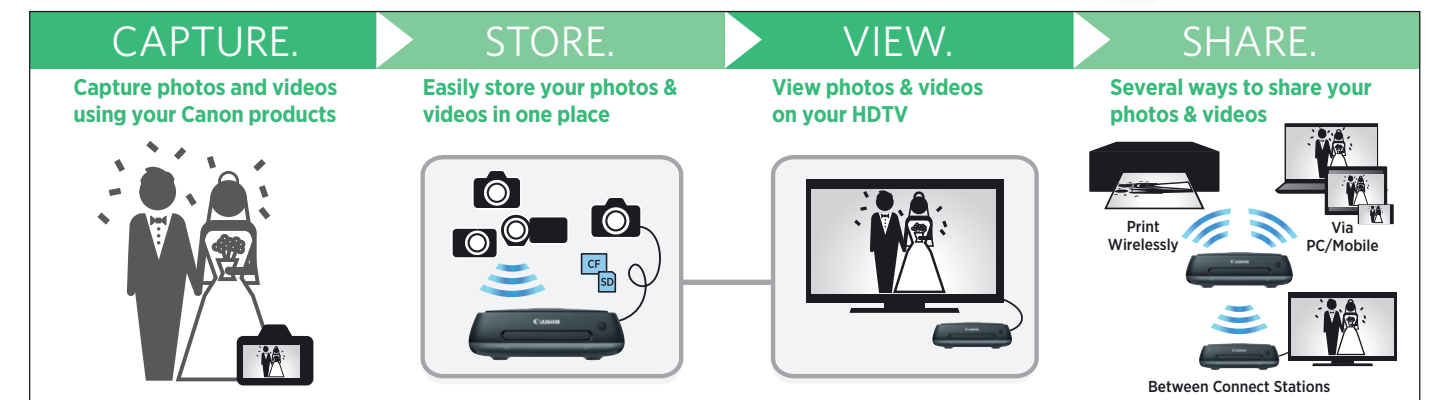 CAPTURE.
STORE.
VIEW.
SHARE.
Capture photos and videos
using your Canon products
Easily store your photos &
videos in one place
View photos & videos
on your HDTV
Several ways to share your
photos & videos
CF
SD
Canon
Canon
Print
Wirelessly
Via
PC/Mobile
Canon
Canon
Between Connect Stations